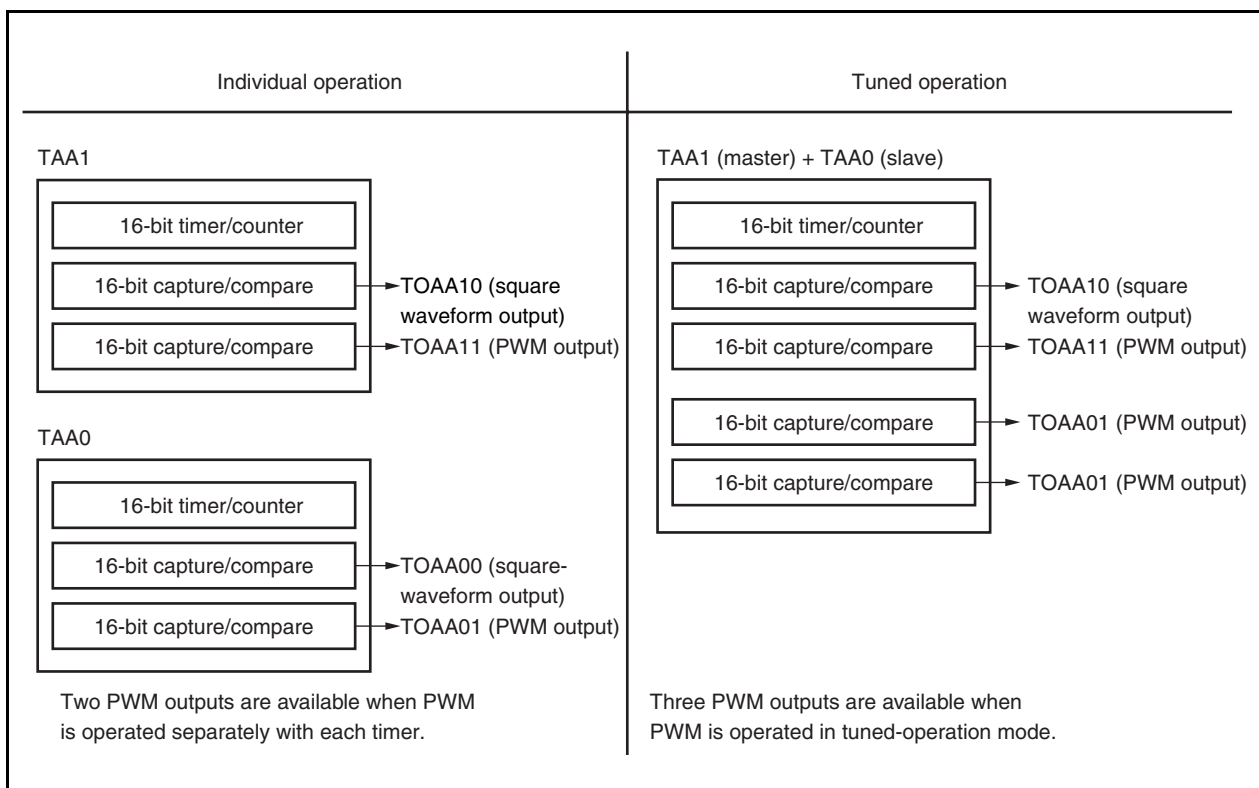 Individual operation
TAA1
16-bit timer/counter
16-bit capture/compare
TOAA10 (square
waveform output)
16-bit capture/compare
TOAA11 (PWM output)
TAA0
16-bit timer/counter
16-bit capture/compare
TOAA00 (square-
waveform output)
16-bit capture/compare
TOAA01 (PWM output)
Two PWM outputs are available when PWM
is operated separately with each timer.
Tuned operation
TAA1 (master) + TAA0 (slave)
16-bit timer/counter
16-bit capture/compare
TOAA10 (square
waveform output)
16-bit capture/compare
TOAA11 (PWM output)
16-bit capture/compare
TOAA01 (PWM output)
16-bit capture/compare
TOAA01 (PWM output)
Three PWM outputs are available when
PWM is operated in tuned-operation mode.